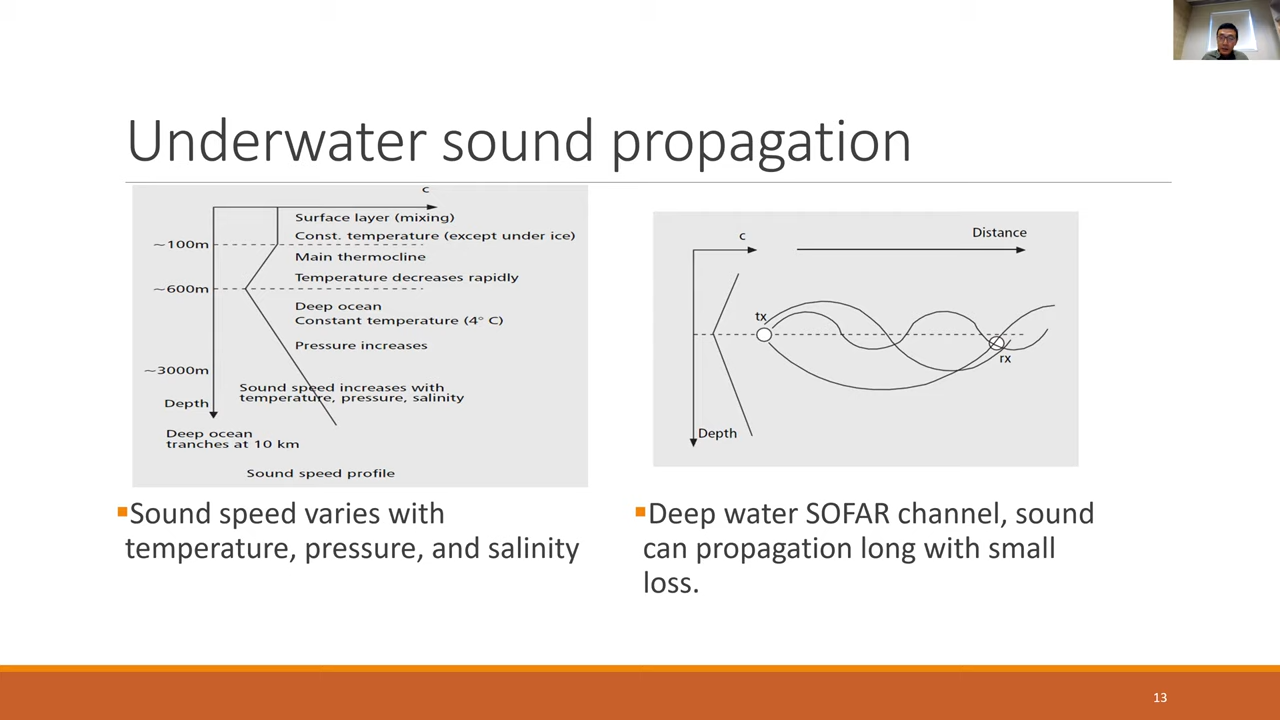 Underwater sound propagation
c
Surface layer (mixing)
Const. temperature (except under ice)
~100m
Main thermocline
Temperature decreases rapidly
~600m
Deep ocean
Constant temperature (4° C)
Pressure increases
~3000m
Sound speed increases with
temperature, pressure, salinity
Depth
Deep ocean
tranches at 10 km
Sound speed profile
c
Distance
tx
rx
Depth
Sound speed varies with
temperature, pressure, and salinity
Deep water SOFAR channel, sound
can propagation long with small
loss.
13